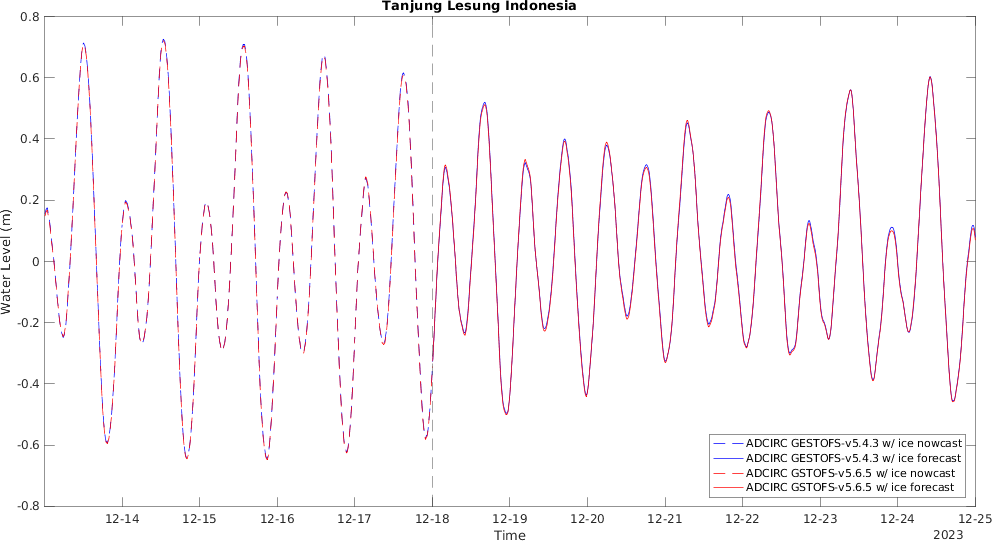 Tanjung Lesung Indonesia
0.8
0.6
0.4
0.2
0
-0.2
-0.4
-0.6
-0.8
Water Level (m)
ADCIRC GESTOFS-v5.4.3 w/ ice nowcast
ADCIRC GESTOFS-v5.4.3 w/ ice forecast
ADCIRC GSTOFS-v5.6.5 w/ ice nowcast
ADCIRC GSTOFS-v5.6.5 w/ ice forecast
12-14 12-15 12-16 12-17 12-18 12-19 12-20 12-21 12-22 12-23 12-24 12-25
Time
2023